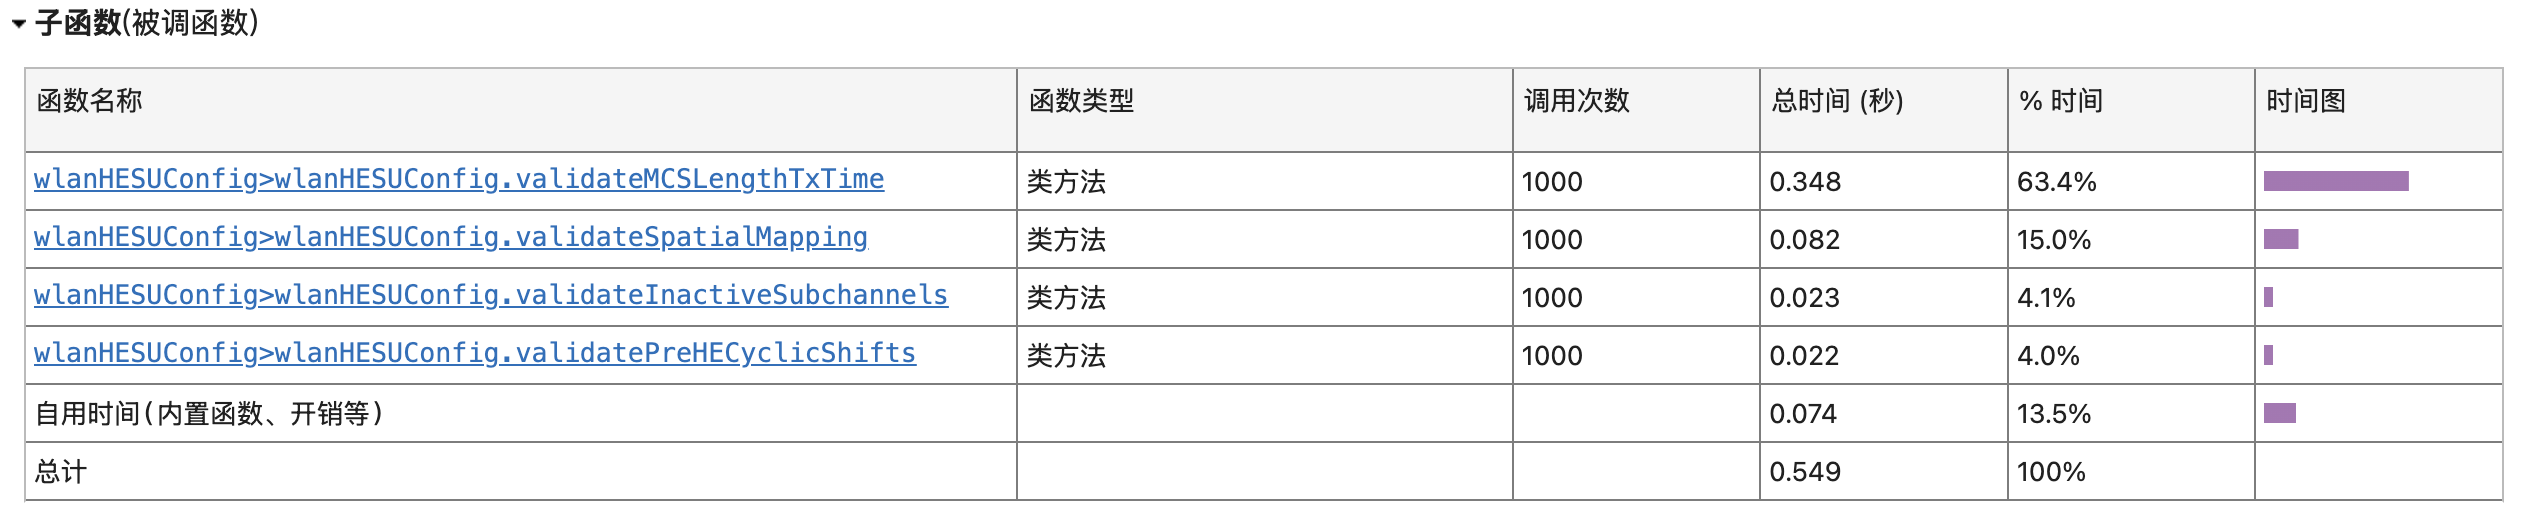 子函数(被调函数)
函数名称 函数类型 调用次数 总时间 (秒) % 时间 时间图
wlanHESUConfig>wlanHESUConfig.validateMCSLengthTxTime 类方法 1000 0.348 63.4%
wlanHESUConfig>wlanHESUConfig.validateSpatialMapping 类方法 1000 0.082 15.0%
wlanHESUConfig>wlanHESUConfig.validateInactiveSubchannels 类方法 1000 0.023 4.1%
wlanHESUConfig>wlanHESUConfig.validatePreHECyclicShifts 类方法 1000 0.022 4.0%
自用时间(内置函数、开销等) 0.074 13.5%
总计 0.549 100%